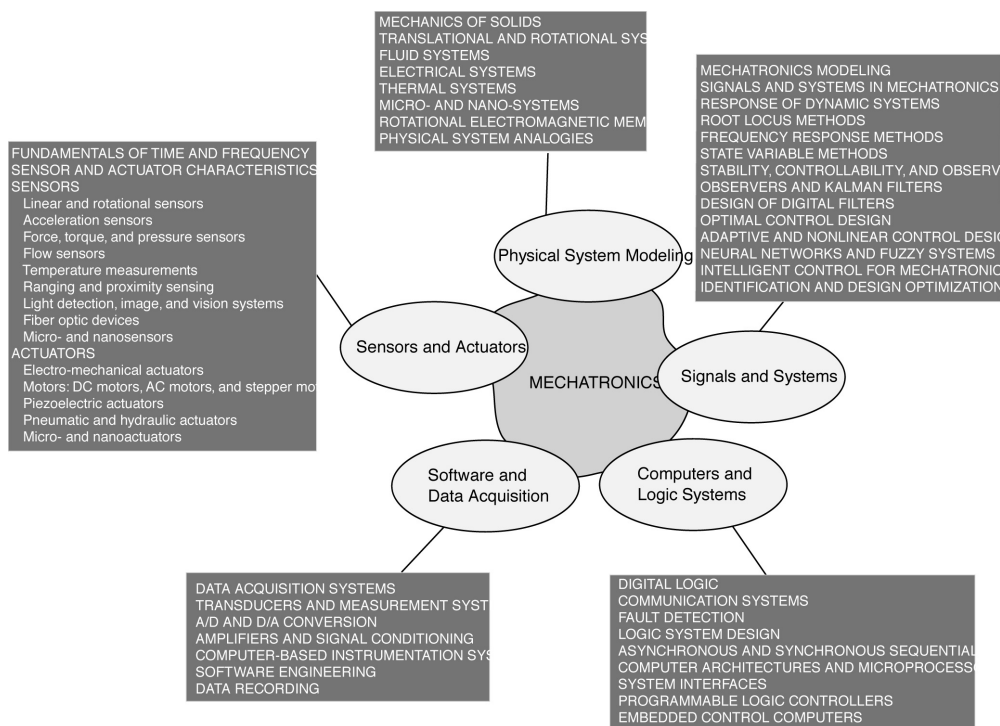 MECHANICS OF SOLIDS
TRANSLATIONAL AND ROTATIONAL SYS
FLUID SYSTEMS
ELECTRICAL SYSTEMS
THERMAL SYSTEMS
MICRO- AND NANO-SYSTEMS
ROTATIONAL ELECTROMAGNETIC MEM
PHYSICAL SYSTEM ANALOGIES
MECHATRONICS MODELING
SIGNALS AND SYSTEMS IN MECHATRONICS
RESPONSE OF DYNAMIC SYSTEMS
ROOT LOCUS METHODS
FREQUENCY RESPONSE METHODS
STATE VARIABLE METHODS
STABILITY, CONTROLLABILITY, AND OBSERV
OBSERVERS AND KALMAN FILTERS
DESIGN OF DIGITAL FILTERS
OPTIMAL CONTROL DESIGN
ADAPTIVE AND NONLINEAR CONTROL DESIG
NEURAL NETWORKS AND FUZZY SYSTEMS
INTELLIGENT CONTROL FOR MECHATRONIC
IDENTIFICATION AND DESIGN OPTIMIZATION
FUNDAMENTALS OF TIME AND FREQUENCY
SENSOR AND ACTUATOR CHARACTERISTICS
SENSORS
Linear and rotational sensors
Acceleration sensors
Force, torque, and pressure sensors
Flow sensors
Temperature measurements
Ranging and proximity sensing
Light detection, image, and vision systems
Fiber optic devices
Micro- and nanosensors
ACTUATORS
Electro-mechanical actuators
Motors: DC motors, AC motors, and stepper mo
Piezoelectric actuators
Pneumatic and hydraulic actuators
Micro- and nanoactuators
Physical System Modeling
Sensors and Actuators
MECHATRONICS
Signals and Systems
Software and
Data Acquisition
Computers and
Logic Systems
DATA ACQUISITION SYSTEMS
TRANSDUCERS AND MEASUREMENT SYST
A/D AND D/A CONVERSION
AMPLIFIERS AND SIGNAL CONDITIONING
COMPUTER-BASED INSTRUMENTATION SYS
SOFTWARE ENGINEERING
DATA RECORDING
DIGITAL LOGIC
COMMUNICATION SYSTEMS
FAULT DETECTION
LOGIC SYSTEM DESIGN
ASYNCHRONOUS AND SYNCHRONOUS SEQUENTIAL
COMPUTER ARCHITECTURES AND MICROPROCESS
SYSTEM INTERFACES
PROGRAMMABLE LOGIC CONTROLLERS
EMBEDDED CONTROL COMPUTERS